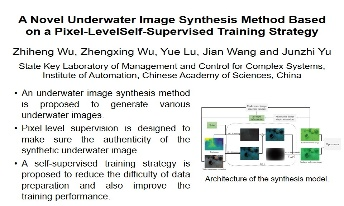 A Novel Underwater Image Synthesis Method Based
on a Pixel-LevelSelf-Supervised Training Strategy
Zhiheng Wu, Zhengxing Wu, Yue Lu, Jian Wang and Junzhi Yu
State Key Laboratory of Management and Control for Complex Systems,
Institute of Automation, Chinese Academy of Sciences, China
• An underwater image synthesis method
is proposed to generate various
underwater images.
• Pixel level supervision is designed to
make sure the authenticity of the
synthetic underwater image.
• A self-supervised training strategy is
proposed to reduce the difficulty of data
preparation and also improve the
training performance.
Architecture of the synthesis model